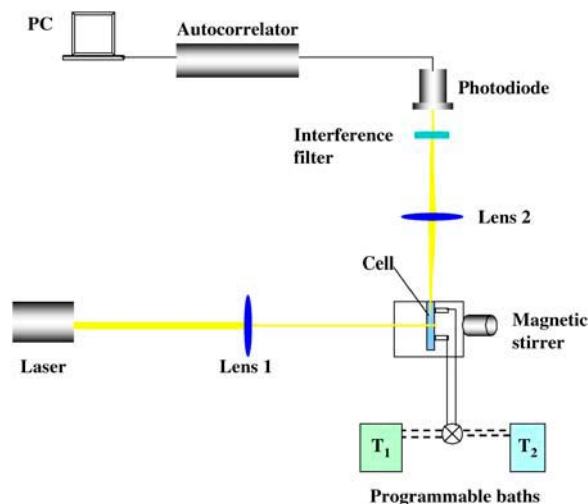 PC
Autocorrelator
Photodiode
Interference
filter
Lens 2
Cell
Magnetic
stirrer
Laser
Lens 1
T1
T2
Programmable baths